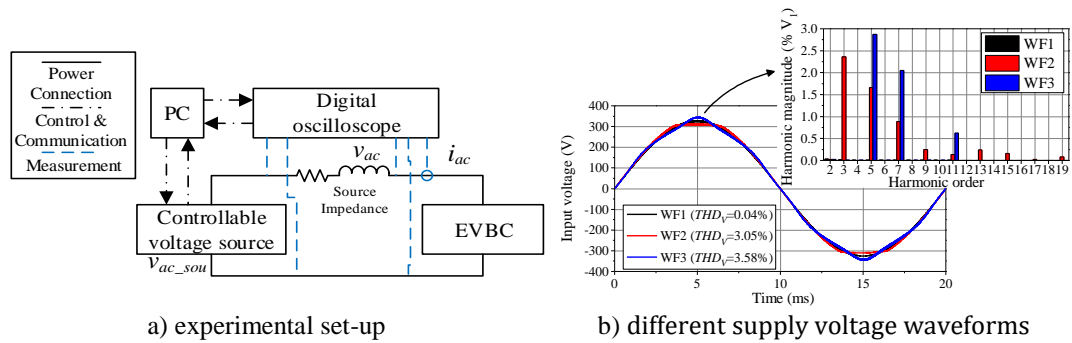 Power
Connection
Control &
Communication
Measurement
PC
Digital
oscilloscope
v_ac
i_ac
Source
Impedance
Controllable
voltage source
EVBC
v_ac_sou
a) experimental set-up
Harmonic magnitude (% V_1)
3.0
2.5
2.0
1.5
1.0
0.5
0.0
WF1
WF2
WF3
2 3 4 5 6 7 8 9 10 11 12 13 14 15 16 17 18 19
Harmonic order
Input voltage (V)
400
300
200
100
0
-100
-200
-300
-400
WF1 (THD_V=0.04%)
WF2 (THD_V=3.05%)
WF3 (THD_V=3.58%)
0 5 10 15 20
Time (ms)
b) different supply voltage waveforms